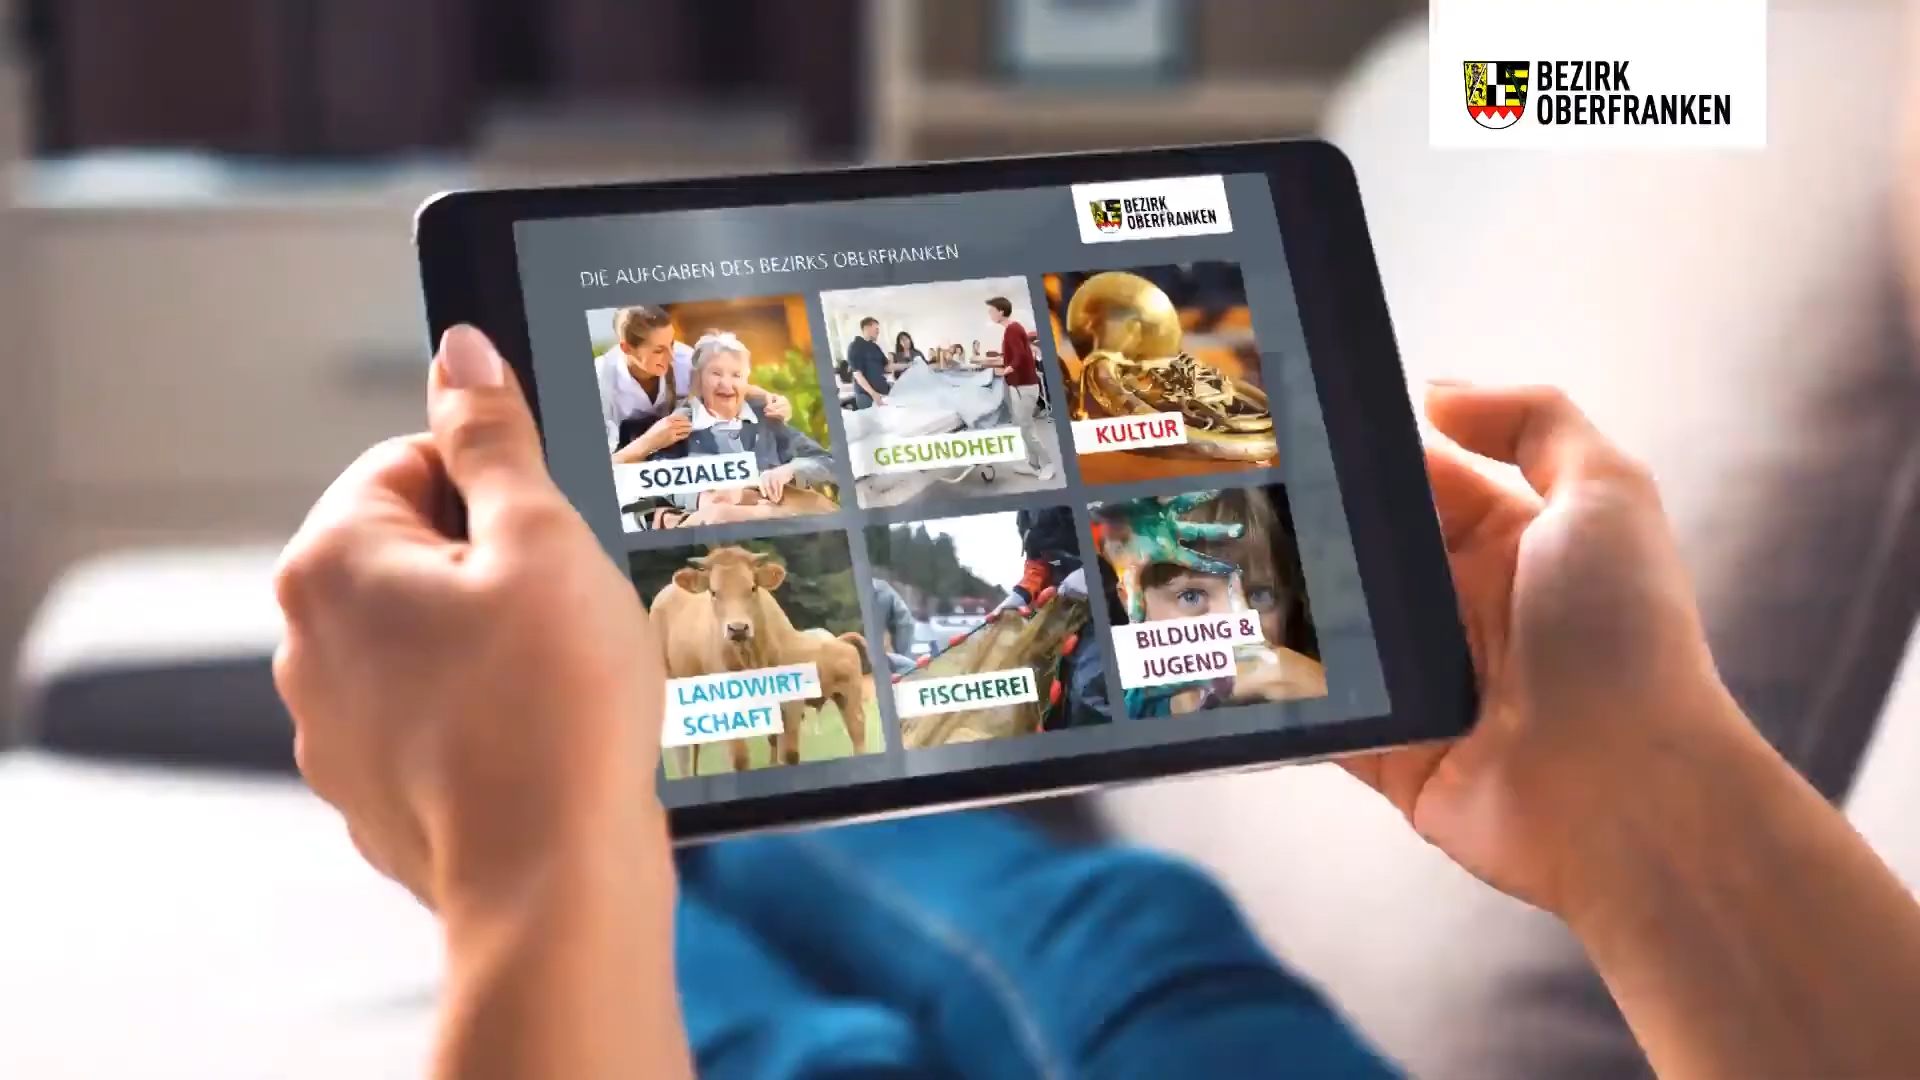 BEZIRK
OBERFRANKEN
BEZIRK
OBERFRANKEN
DIE AUFGABEN DES BEZIRKS OBERFRANKEN
SOZIALES
GESUNDHEIT
KULTUR
LANDWIRT-
SCHAFT
FISCHEREI
BILDUNG &
JUGEND